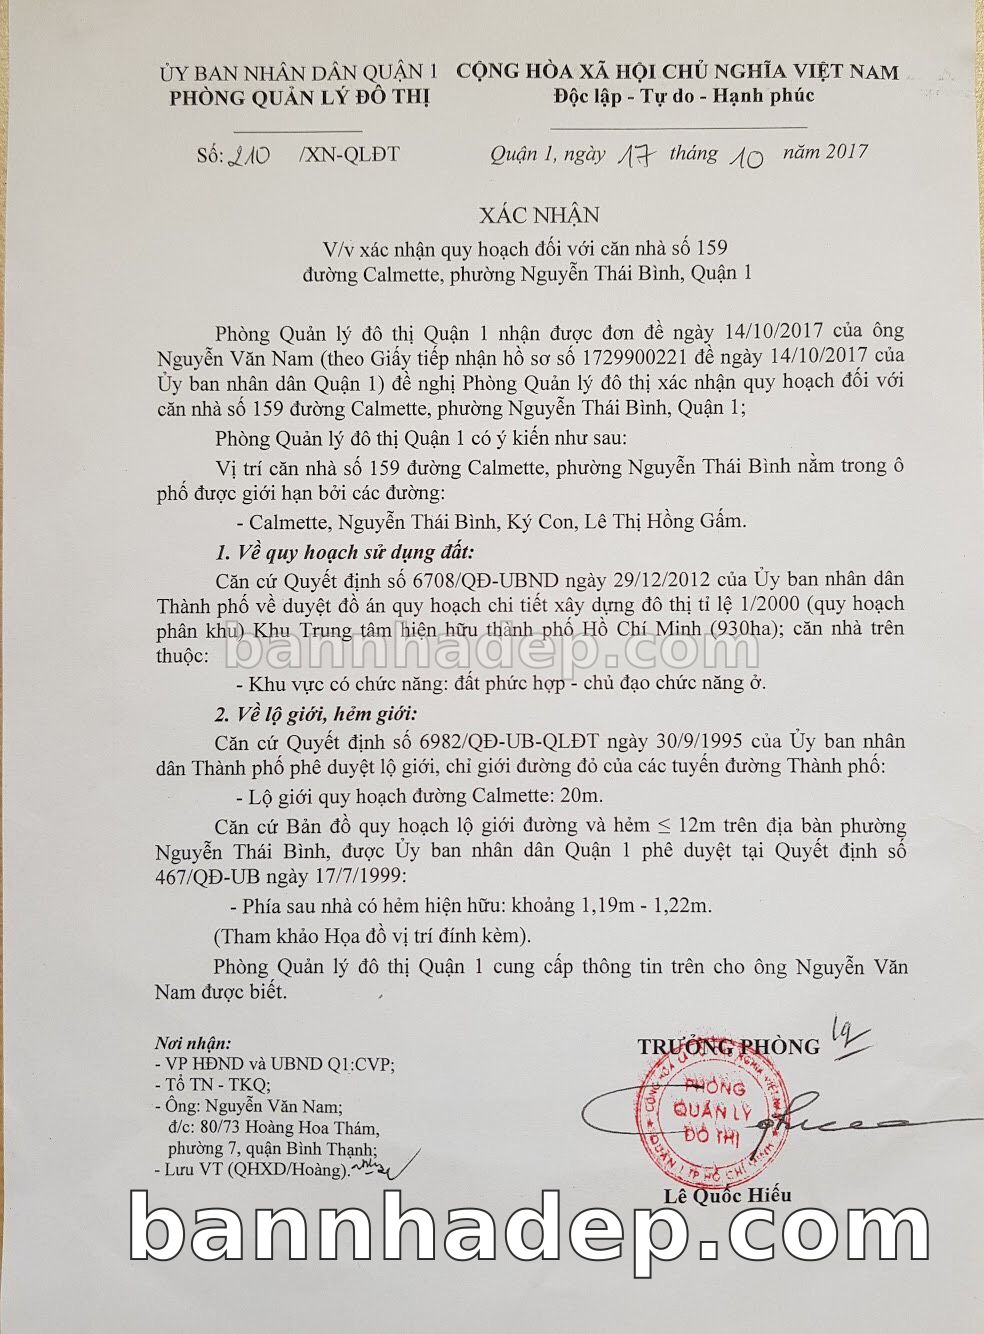 ỦY BAN NHÂN DÂN QUẬN 1
PHÒNG QUẢN LÝ ĐÔ THỊ
CỘNG HÒA XÃ HỘI CHỦ NGHĨA VIỆT NAM
Độc lập - Tự do - Hạnh phúc
Số: 210 /XN-QLĐT
Quận 1, ngày 17 tháng 10 năm 2017
XÁC NHẬN
V/v xác nhận quy hoạch đối với căn nhà số 159
đường Calmette, phường Nguyễn Thái Bình, Quận 1
Phòng Quản lý đô thị Quận 1 nhận được đơn đề ngày 14/10/2017 của ông
Nguyễn Văn Nam (theo Giấy tiếp nhận hồ sơ số 1729900221 đề ngày 14/10/2017 của
Ủy ban nhân dân Quận 1) đề nghị Phòng Quản lý đô thị xác nhận quy hoạch đối với
căn nhà số 159 đường Calmette, phường Nguyễn Thái Bình, Quận 1;
Phòng Quản lý đô thị Quận 1 có ý kiến như sau:
Vị trí căn nhà số 159 đường Calmette, phường Nguyễn Thái Bình nằm trong ô
phố được giới hạn bởi các đường:
- Calmette, Nguyễn Thái Bình, Ký Con, Lê Thị Hồng Gấm.
1. Về quy hoạch sử dụng đất:
Căn cứ Quyết định số 6708/QĐ-UBND ngày 29/12/2012 của Ủy ban nhân dân
Thành phố về duyệt đồ án quy hoạch chi tiết xây dựng đô thị tỉ lệ 1/2000 (quy hoạch
phân khu) Khu Trung tâm hiện hữu thành phố Hồ Chí Minh (930ha); căn nhà trên
thuộc:
bannhadep.com
- Khu vực có chức năng: đất phức hợp - chủ đạo chức năng ở.
2. Về lộ giới, hẻm giới:
Căn cứ Quyết định số 6982/QĐ-UB-QLĐT ngày 30/9/1995 của Ủy ban nhân
dân Thành phố phê duyệt lộ giới, chỉ giới đường đỏ của các tuyến đường Thành phố:
- Lộ giới quy hoạch đường Calmette: 20m.
Căn cứ Bản đồ quy hoạch lộ giới đường và hẻm ≤ 12m trên địa bàn phường
Nguyễn Thái Bình, được Ủy ban nhân dân Quận 1 phê duyệt tại Quyết định số
467/QĐ-UB ngày 17/7/1999:
- Phía sau nhà có hẻm hiện hữu: khoảng 1,19m - 1,22m.
(Tham khảo Họa đồ vị trí đính kèm).
Phòng Quản lý đô thị Quận 1 cung cấp thông tin trên cho ông Nguyễn Văn
Nam được biết.
Nơi nhận:
- VP HĐND và UBND Q1:CVP;
- Tổ TN - TKQ;
- Ông: Nguyễn Văn Nam;
đ/c: 80/73 Hoàng Hoa Thám,
phường 7, quận Bình Thạnh;
- Lưu VT (QHXD/Hoàng).
TRƯỞNG PHÒNG
PHÒNG
QUẢN LÝ
ĐÔ THỊ
QUẬN 1 TP HỒ CHÍ MINH
Lê Quốc Hiếu
bannhadep.com